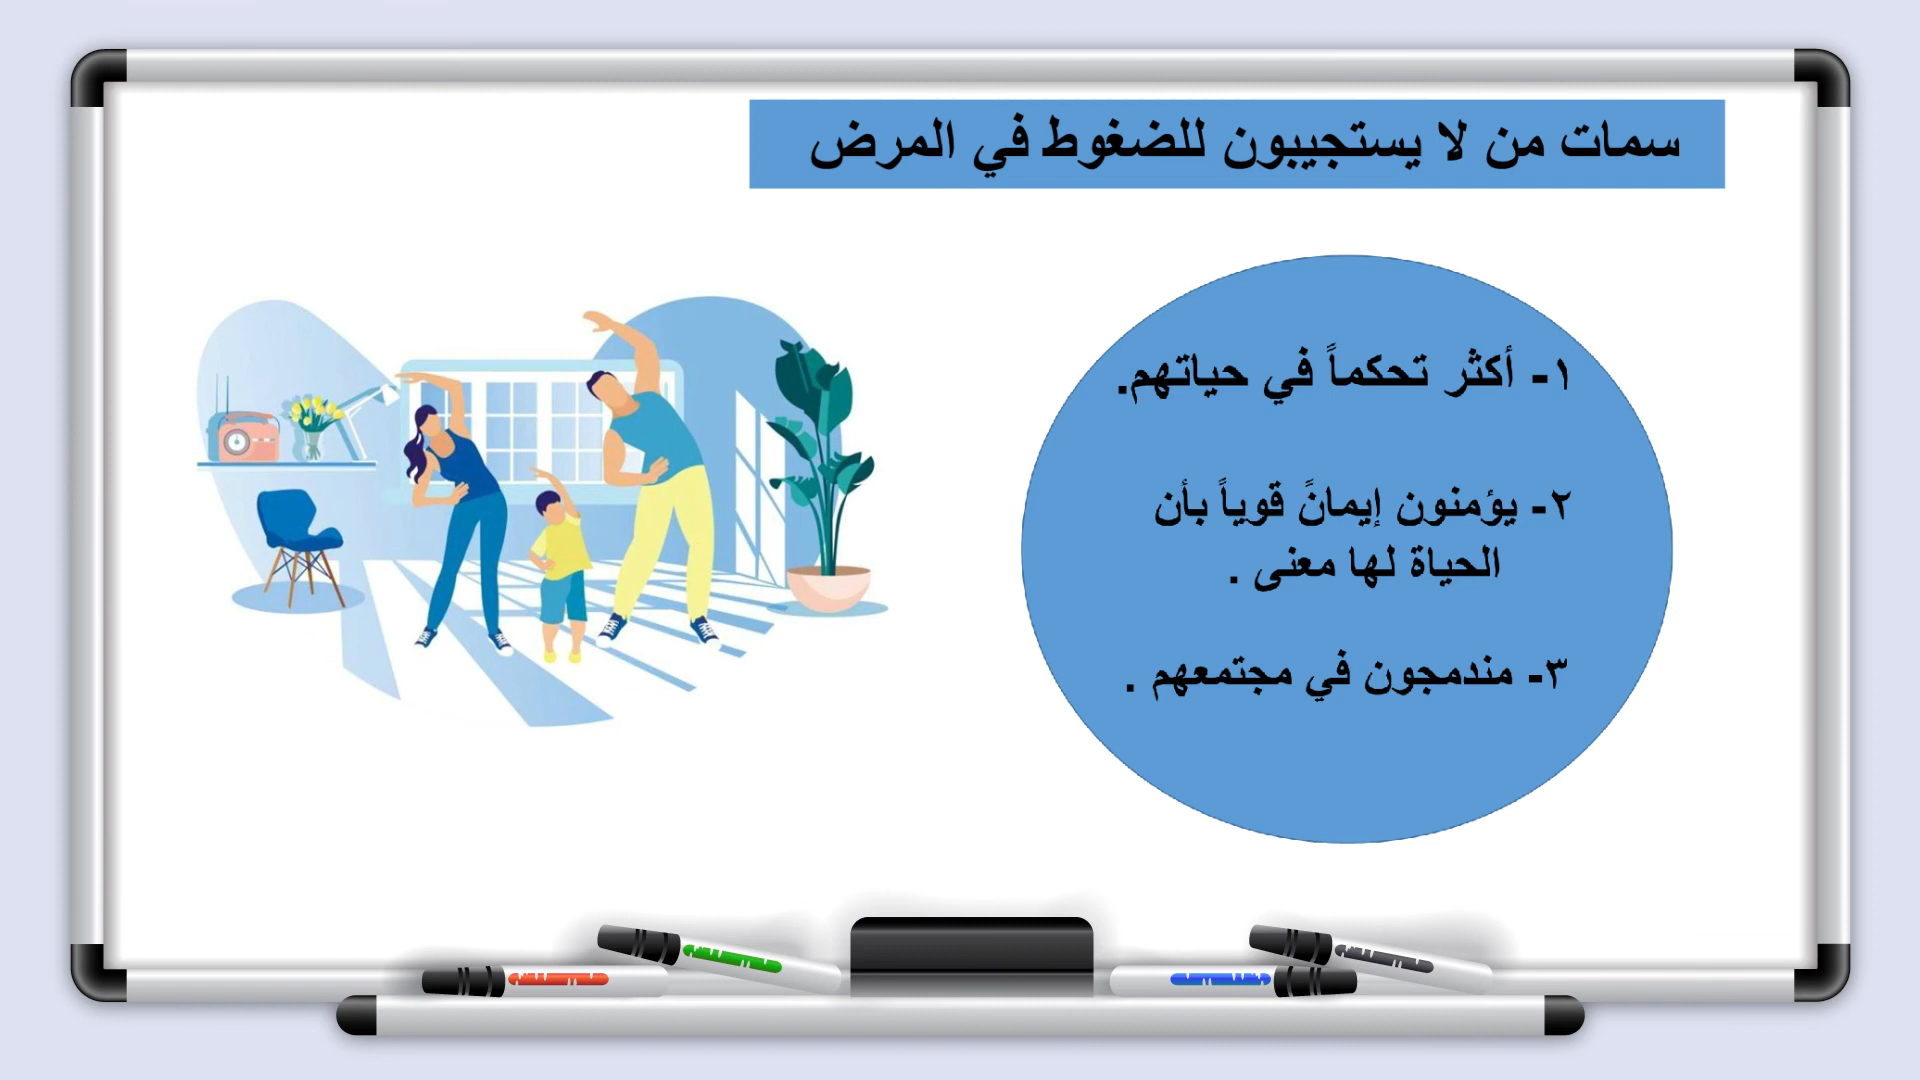 سمات من لا يستجيبون للضغوط في المرض
١- أكثر تحكماً في حياتهم.
٢- يؤمنون إيمانً قوياً بأن
الحياة لها معنى .
٣- مندمجون في مجتمعهم .